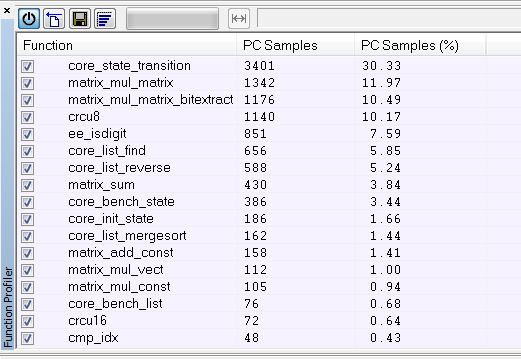 Function PC Samples PC Samples (%)
core_state_transition 3401 30.33
matrix_mul_matrix 1342 11.97
matrix_mul_matrix_bitextract 1176 10.49
crcu8 1140 10.17
ee_isdigit 851 7.59
core_list_find 656 5.85
core_list_reverse 588 5.24
matrix_sum 430 3.84
core_bench_state 386 3.44
core_init_state 186 1.66
core_list_mergesort 162 1.44
matrix_add_const 158 1.41
matrix_mul_vect 112 1.00
matrix_mul_const 105 0.94
core_bench_list 76 0.68
crcu16 72 0.64
cmp_idx 48 0.43
Function Profiler